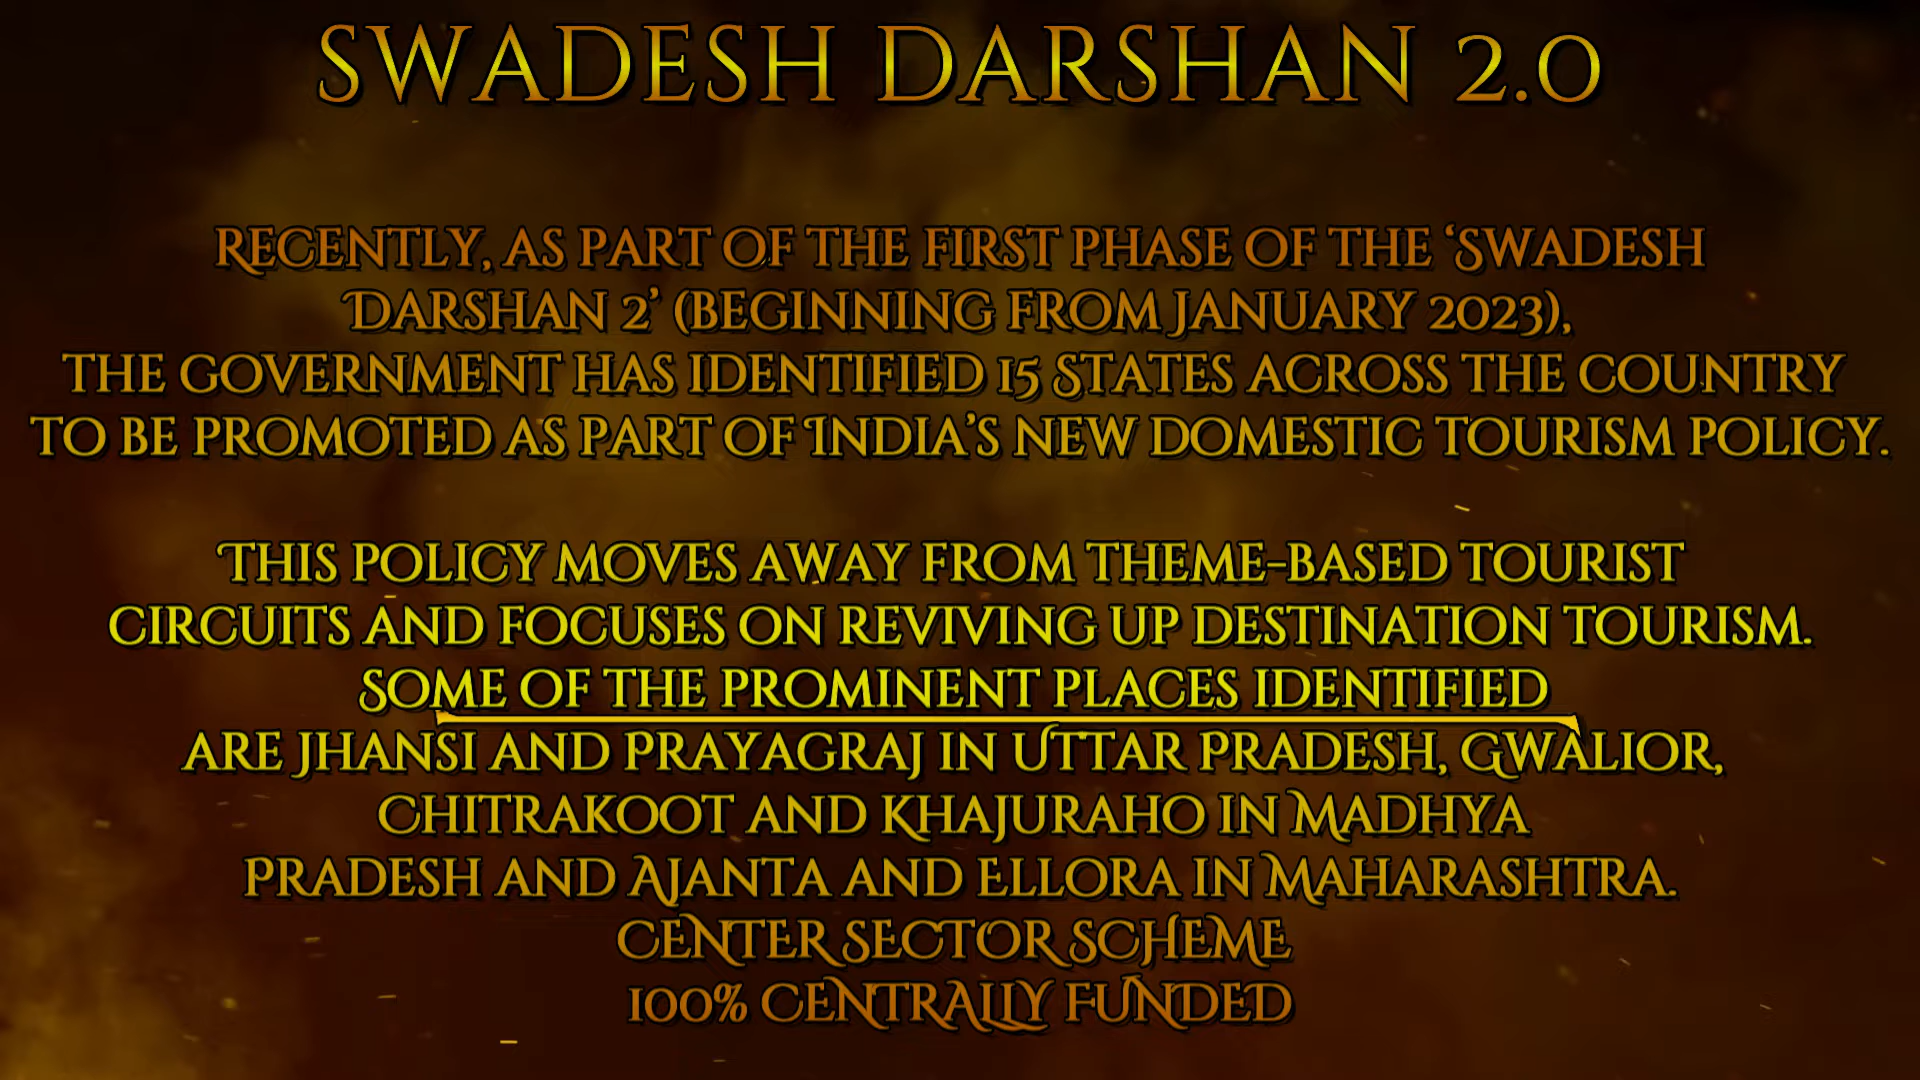 SWADESH DARSHAN 2.0
RECENTLY, AS PART OF THE FIRST PHASE OF THE ‘SWADESH
DARSHAN 2’ (BEGINNING FROM JANUARY 2023),
THE GOVERNMENT HAS IDENTIFIED 15 STATES ACROSS THE COUNTRY
TO BE PROMOTED AS PART OF INDIA’S NEW DOMESTIC TOURISM POLICY.
THIS POLICY MOVES AWAY FROM THEME-BASED TOURIST
CIRCUITS AND FOCUSES ON REVIVING UP DESTINATION TOURISM.
SOME OF THE PROMINENT PLACES IDENTIFIED
ARE JHANSI AND PRAYAGRAJ IN UTTAR PRADESH, GWALIOR,
CHITRAKOOT AND KHAJURAHO IN MADHYA
PRADESH AND AJANTA AND ELLORA IN MAHARASHTRA.
CENTER SECTOR SCHEME
100% CENTRALLY FUNDED